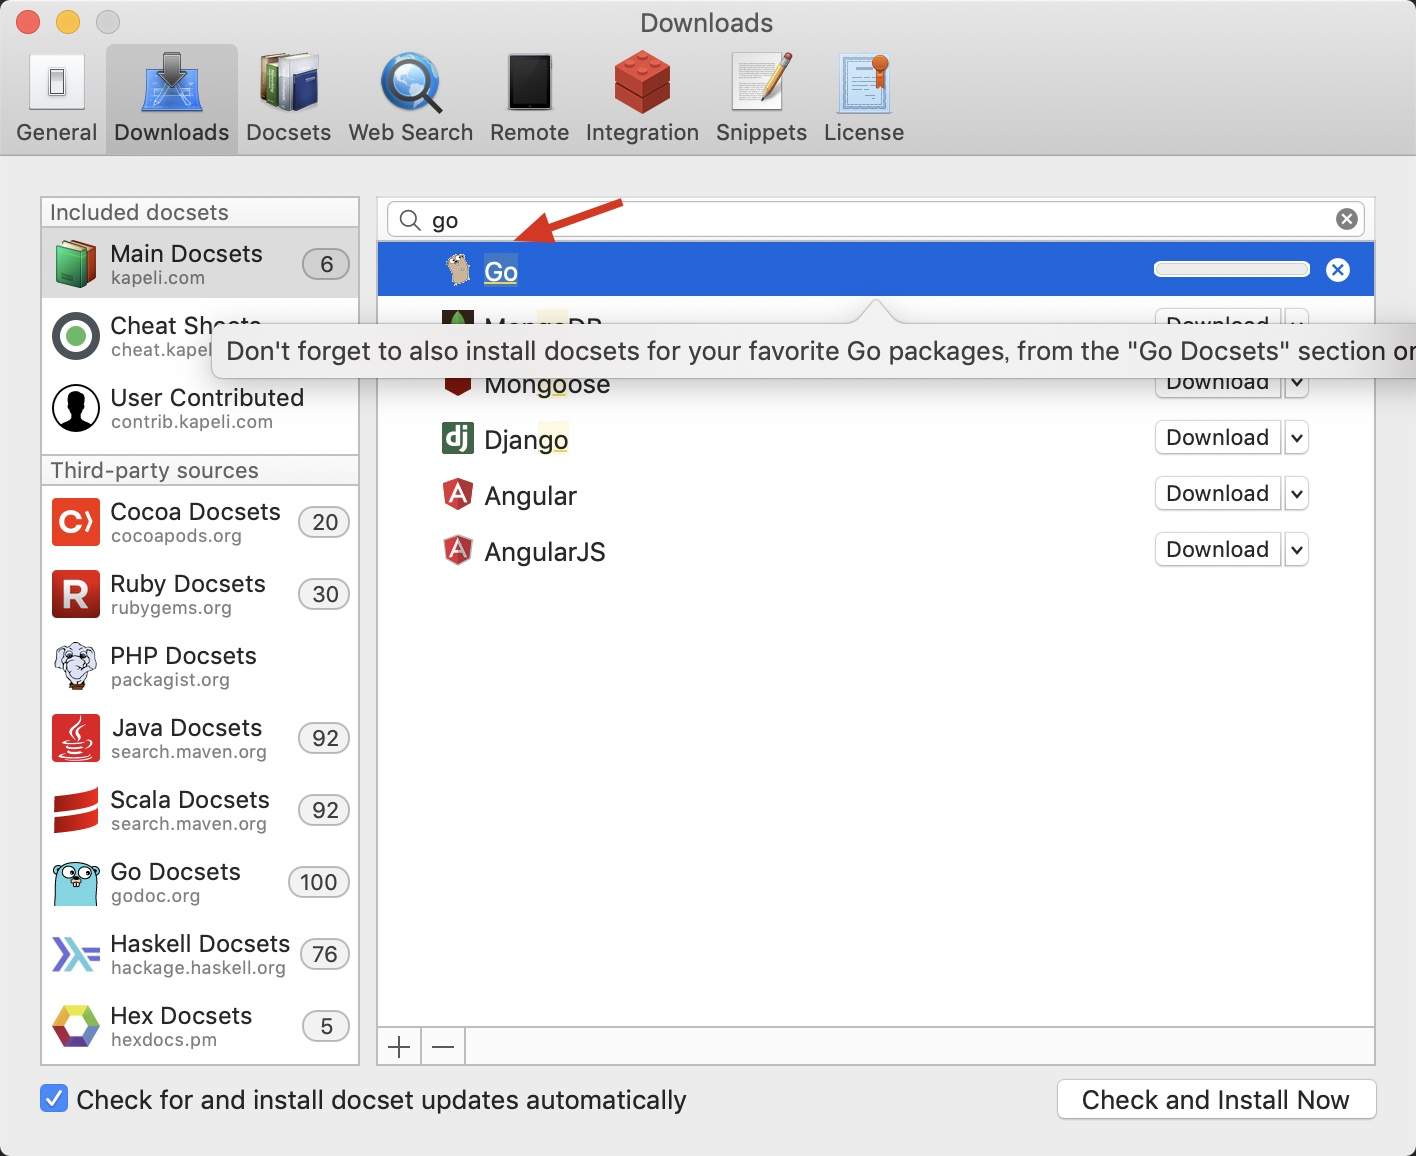 Downloads
General
Downloads
Docsets
Web Search
Remote
Integration
Snippets
License
Included docsets
Main Docsets
kapeli.com
6
Cheat Sheets
cheat.kapel
User Contributed
contrib.kapeli.com
Third-party sources
Cocoa Docsets
cocoapods.org
20
Ruby Docsets
rubygems.org
30
PHP Docsets
packagist.org
Java Docsets
search.maven.org
92
Scala Docsets
search.maven.org
92
Go Docsets
godoc.org
100
Haskell Docsets
hackage.haskell.org
76
Hex Docsets
hexdocs.pm
5
go
Go
MongoDB
Download
Don't forget to also install docsets for your favorite Go packages, from the "Go Docsets" section or
Mongoose
Download
dj
Django
Download
A
Angular
Download
A
AngularJS
Download
Check for and install docset updates automatically
Check and Install Now